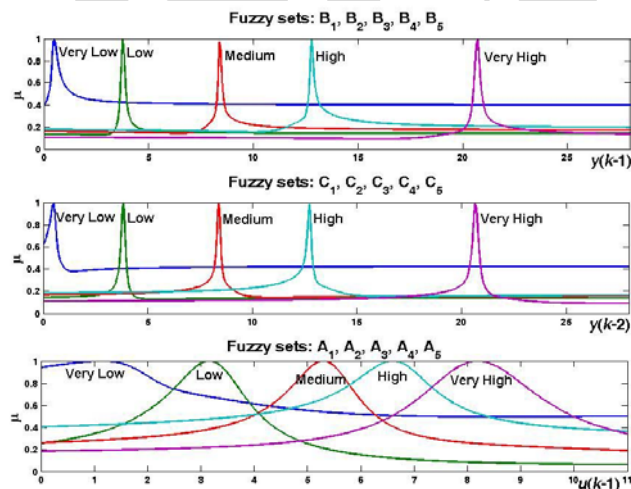 Fuzzy sets: B1, B2, B3, B4, B5
Very Low Low Medium High Very High
μ
1
0.8
0.6
0.4
0.2
0
0 5 10 15 20 25
y(k-1)
Fuzzy sets: C1, C2, C3, C4, C5
Very Low Low Medium High Very High
μ
1
0.8
0.6
0.4
0.2
0
0 5 10 15 20 25
y(k-2)
Fuzzy sets: A1, A2, A3, A4, A5
Very Low Low Medium High Very High
μ
1
0.8
0.6
0.4
0.2
0
0 1 2 3 4 5 6 7 8 9 10 11
u(k-1)